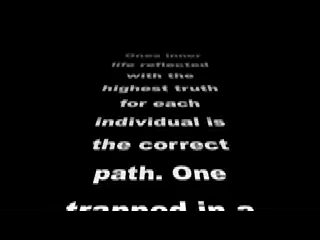 Ones inner
life reflected
with the
highest truth
for each
individual is
the correct
path. One
trapped in a